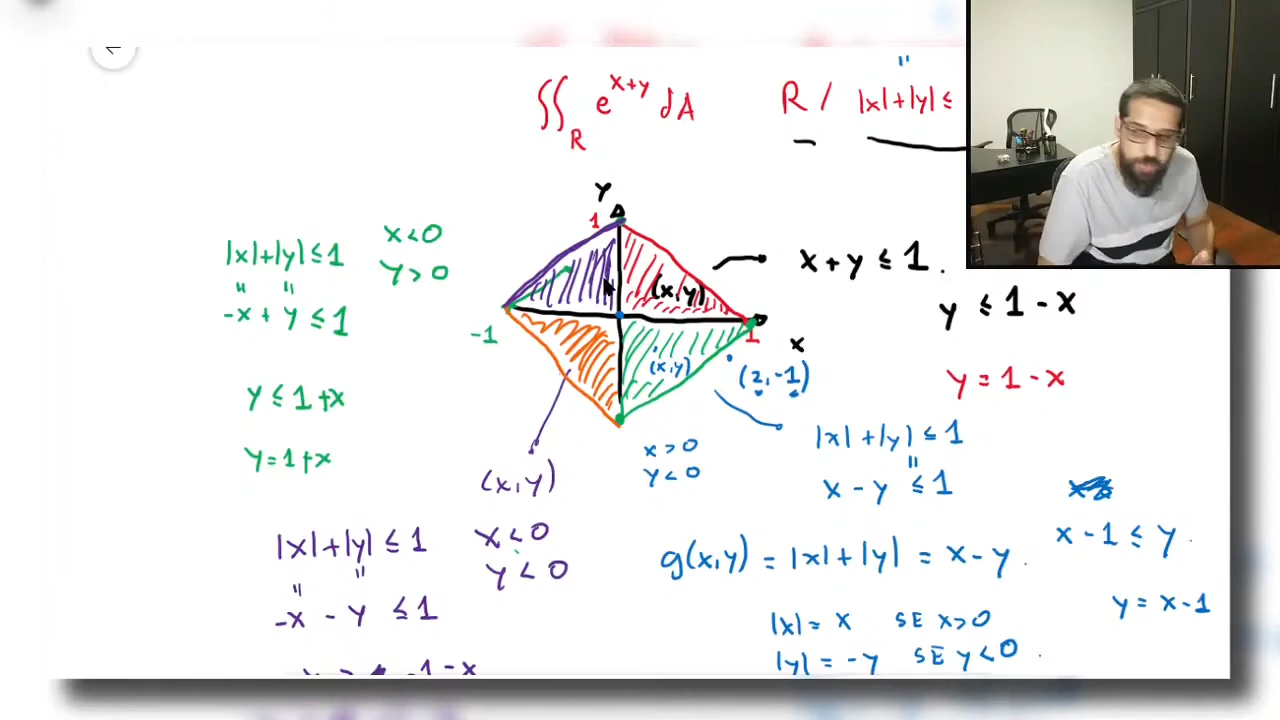 ∬_R e^{x+y} dA
R / |x|+|y| ≤
"
y
1
-1
1
x
(x,y)
(x,y)
(2,-1)
x + y ≤ 1.
y ≤ 1 - x
y = 1 - x
|x|+|y| ≤ 1
x < 0
y > 0
" "
-x + y ≤ 1
y ≤ 1 + x
y = 1 + x
x > 0
y < 0
|x| + |y| ≤ 1
"
x - y ≤ 1
x - 1 ≤ y.
y = x - 1
(x,y)
|x|+|y| ≤ 1
x < 0
y < 0
" "
-x - y ≤ 1
g(x,y) = |x| + |y| = x - y.
|x| = x SE x > 0
|y| = -y SE y < 0.